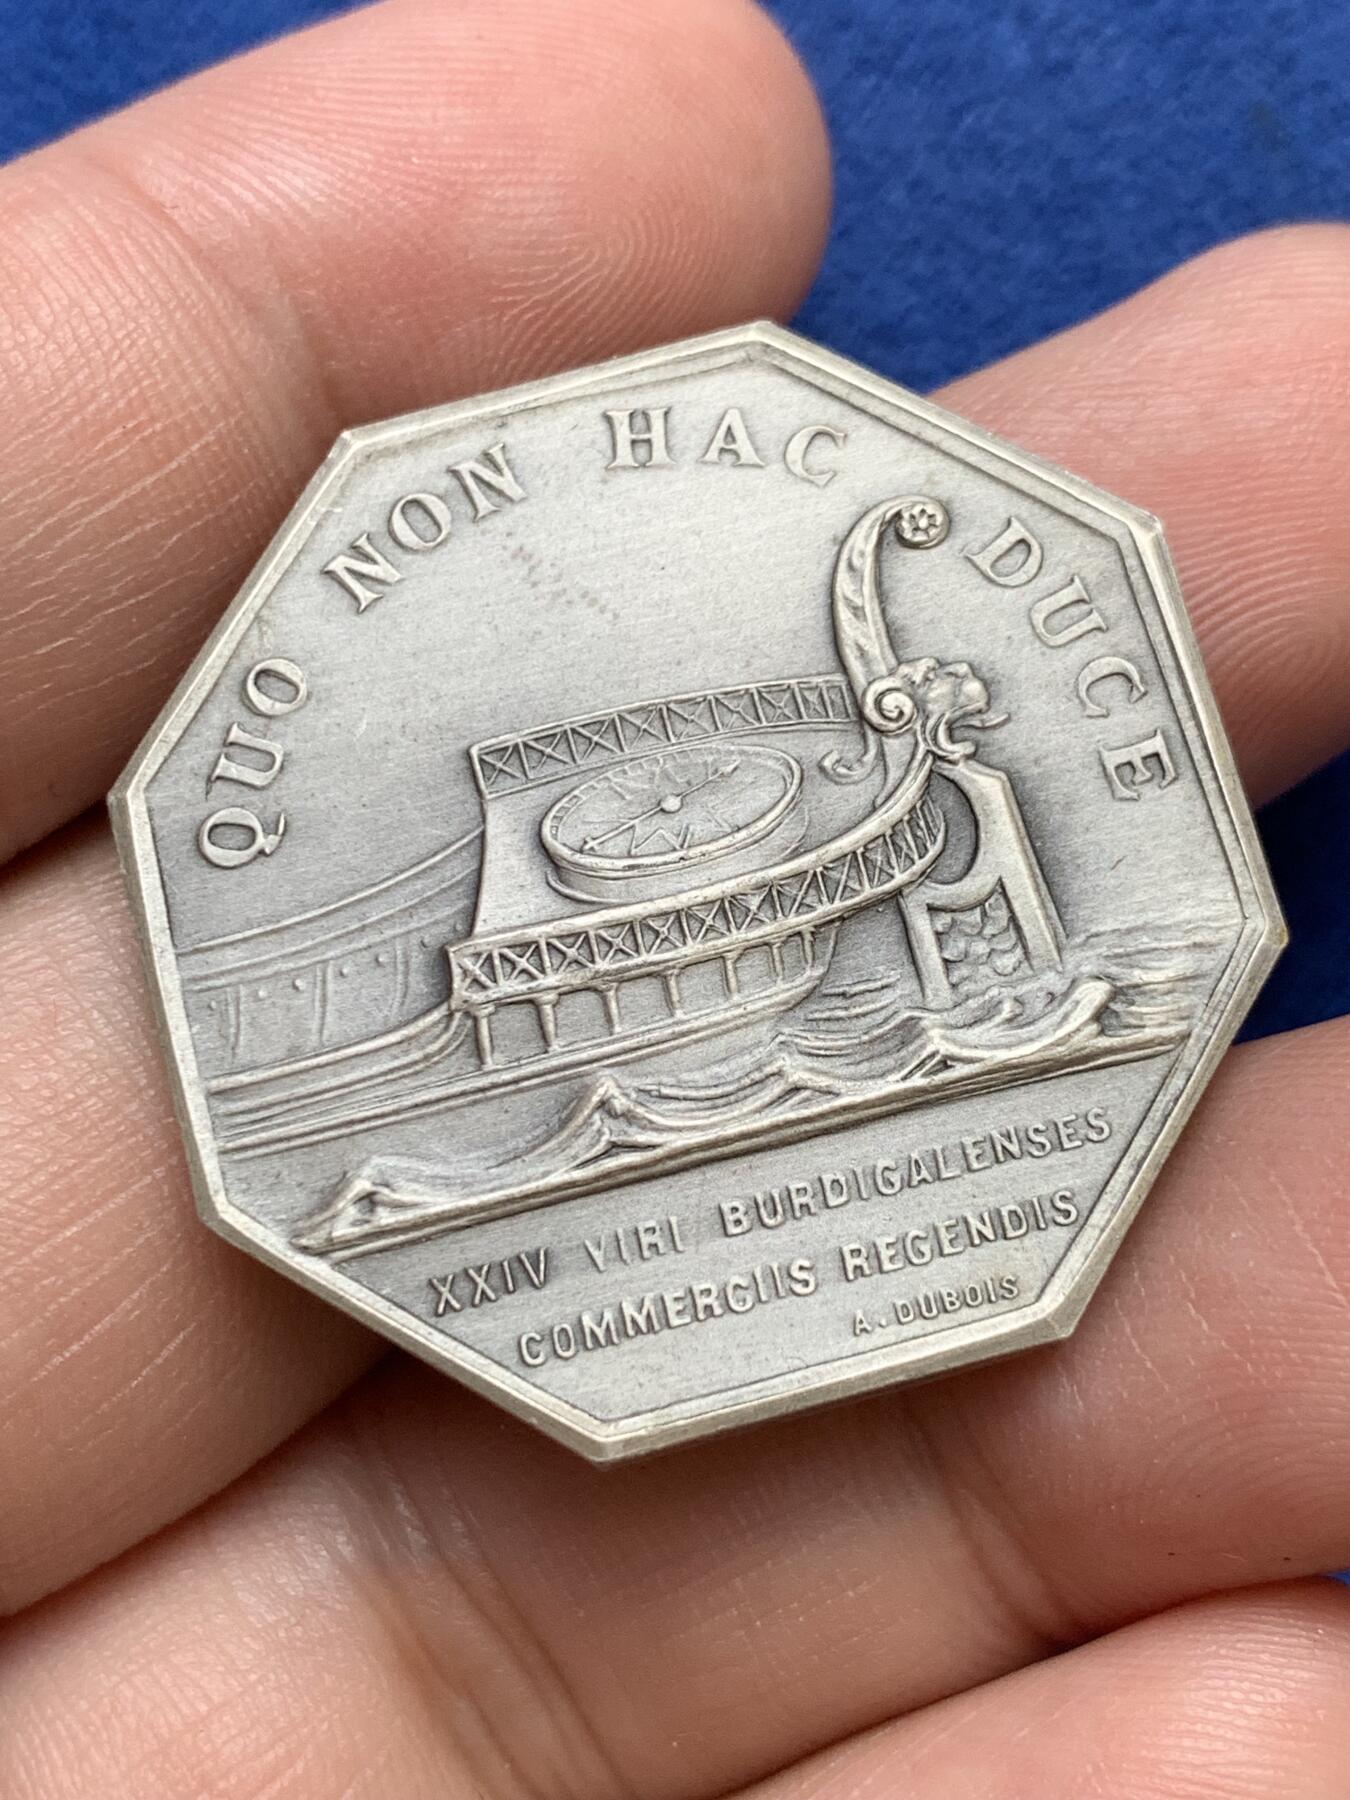 QUO NON HAC DUCE
XXIV VIRI BURDIGALENSES
COMMERCIIS REGENDIS
A. DUBOIS